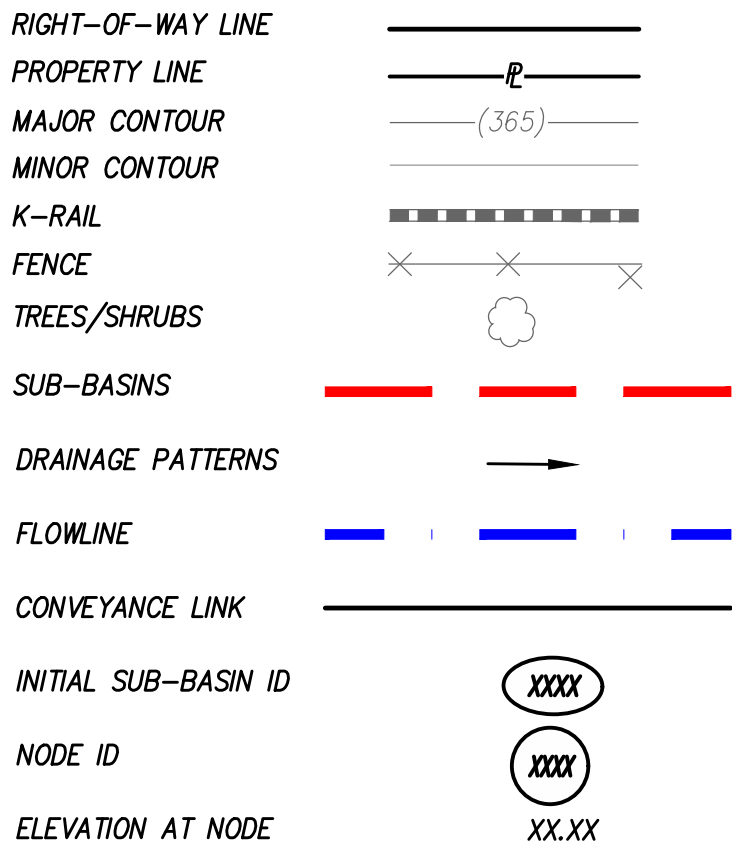 RIGHT-OF-WAY LINE
PROPERTY LINE PL
MAJOR CONTOUR (365)
MINOR CONTOUR
K-RAIL
FENCE
TREES/SHRUBS
SUB-BASINS
DRAINAGE PATTERNS
FLOWLINE
CONVEYANCE LINK
INITIAL SUB-BASIN ID XXXX
NODE ID XXXX
ELEVATION AT NODE XX.XX